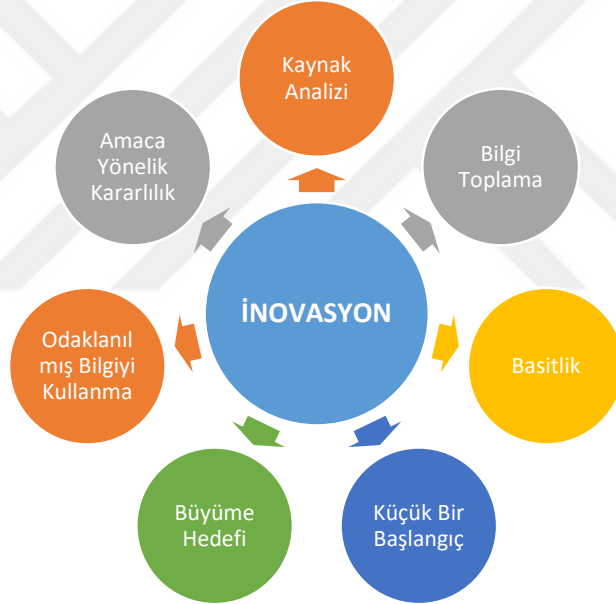 Kaynak
Analizi
Bilgi
Toplama
Basitlik
Küçük Bir
Başlangıç
Büyüme
Hedefi
Odaklanıl
mış Bilgiyi
Kullanma
Amaca
Yönelik
Kararlılık
İNOVASYON